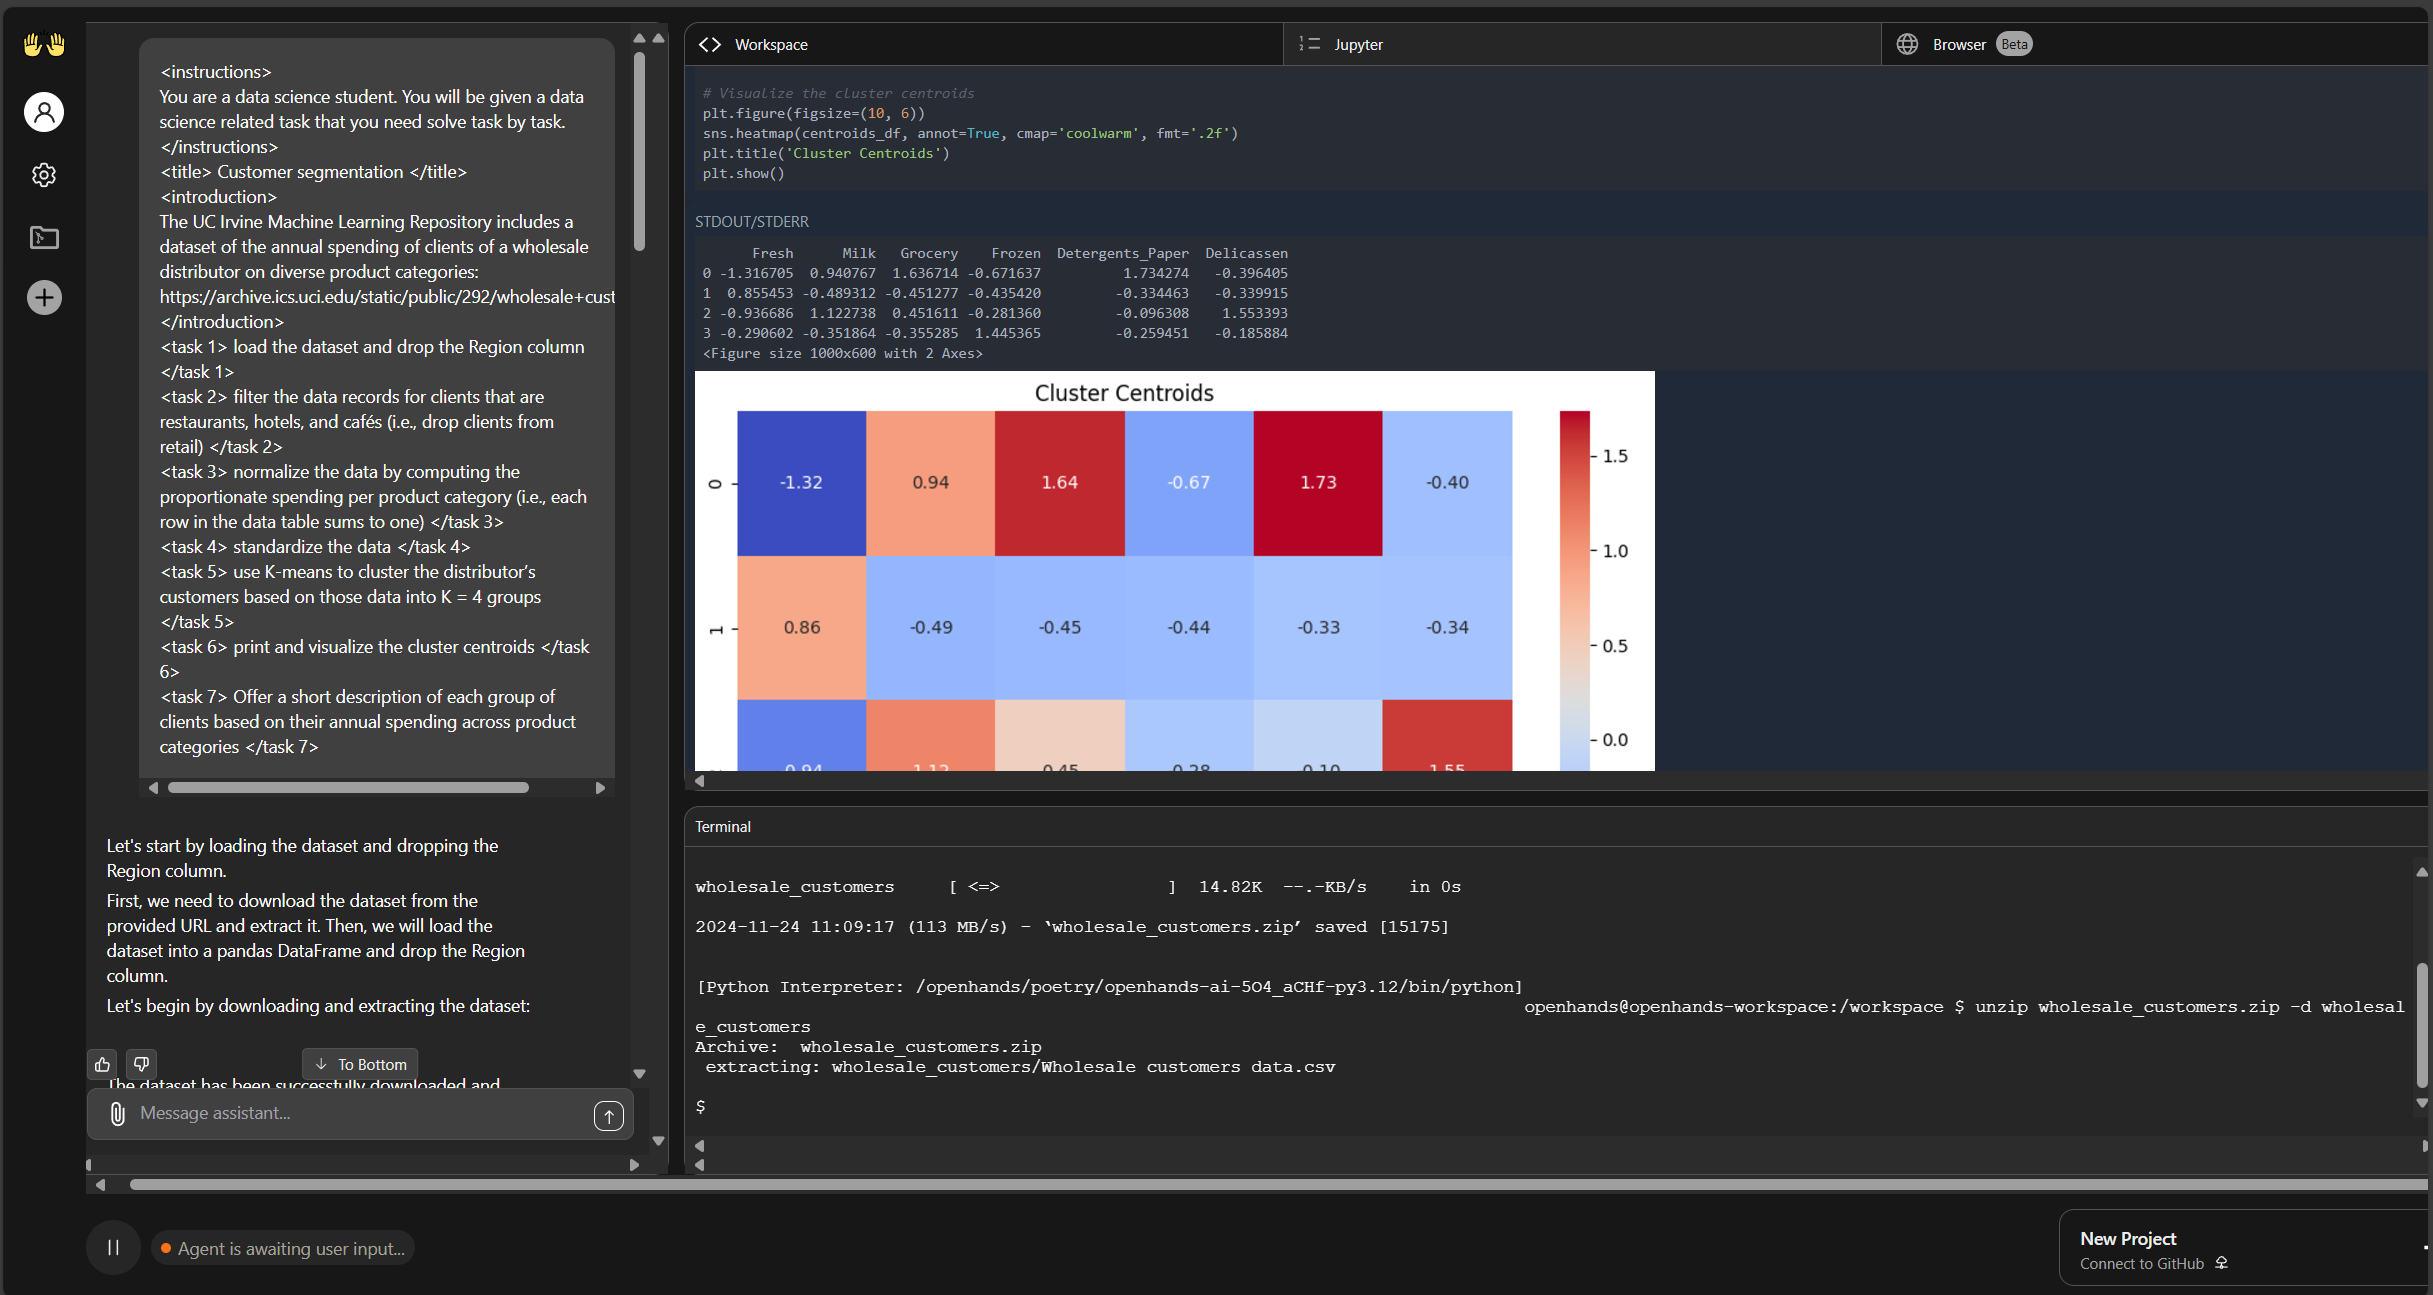 <instructions>
You are a data science student. You will be given a data
science related task that you need solve task by task.
</instructions>
<title> Customer segmentation </title>
<introduction>
The UC Irvine Machine Learning Repository includes a
dataset of the annual spending of clients of a wholesale
distributor on diverse product categories:
https://archive.ics.uci.edu/static/public/292/wholesale+cust
</introduction>
<task 1> load the dataset and drop the Region column
</task 1>
<task 2> filter the data records for clients that are
restaurants, hotels, and cafés (i.e., drop clients from
retail) </task 2>
<task 3> normalize the data by computing the
proportionate spending per product category (i.e., each
row in the data table sums to one) </task 3>
<task 4> standardize the data </task 4>
<task 5> use K-means to cluster the distributor’s
customers based on those data into K = 4 groups
</task 5>
<task 6> print and visualize the cluster centroids </task
6>
<task 7> Offer a short description of each group of
clients based on their annual spending across product
categories </task 7>
Let's start by loading the dataset and dropping the
Region column.
First, we need to download the dataset from the
provided URL and extract it. Then, we will load the
dataset into a pandas DataFrame and drop the Region
column.
Let's begin by downloading and extracting the dataset:
To Bottom
The dataset has been successfully downloaded and
Message assistant...
Agent is awaiting user input...
Workspace
Jupyter
Browser Beta
# Visualize the cluster centroids
plt.figure(figsize=(10, 6))
sns.heatmap(centroids_df, annot=True, cmap='coolwarm', fmt='.2f')
plt.title('Cluster Centroids')
plt.show()
STDOUT/STDERR
Fresh Milk Grocery Frozen Detergents_Paper Delicassen
0 -1.316705 0.940767 1.636714 -0.671637 1.734274 -0.396405
1 0.855453 -0.489312 -0.451277 -0.435420 -0.334463 -0.339915
2 -0.936686 1.122738 0.451611 -0.281360 -0.096308 1.553393
3 -0.290602 -0.351864 -0.355285 1.445365 -0.259451 -0.185884
<Figure size 1000x600 with 2 Axes>
Cluster Centroids
0 -1.32 0.94 1.64 -0.67 1.73 -0.40
1 0.86 -0.49 -0.45 -0.44 -0.33 -0.34
-0.94 1.12 0.45 -0.28 -0.10 1.55
1.5
1.0
0.5
0.0
Terminal
wholesale_customers [ <=> ] 14.82K --.-KB/s in 0s
2024-11-24 11:09:17 (113 MB/s) - ‘wholesale_customers.zip’ saved [15175]
[Python Interpreter: /openhands/poetry/openhands-ai-5O4_aCHf-py3.12/bin/python]
openhands@openhands-workspace:/workspace $ unzip wholesale_customers.zip -d wholesal
e_customers
Archive: wholesale_customers.zip
extracting: wholesale_customers/Wholesale customers data.csv
$
New Project
Connect to GitHub